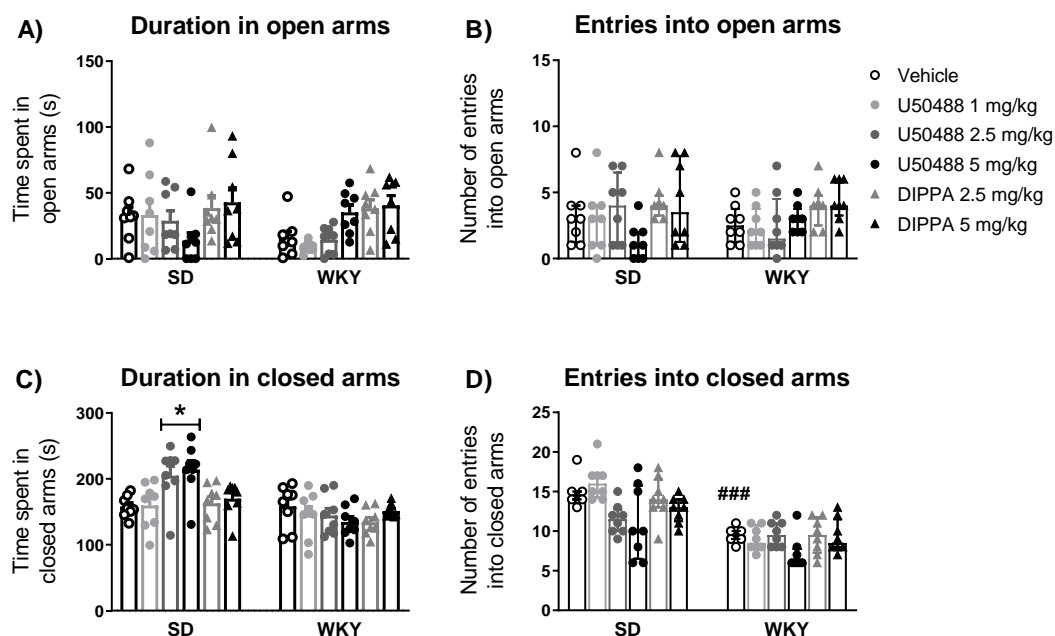 A) Duration in open arms
Time spent in
open arms (s)
150
100
50
0
SD WKY
B) Entries into open arms
Number of entries
into open arms
15
10
5
0
SD WKY
Vehicle
U50488 1 mg/kg
U50488 2.5 mg/kg
U50488 5 mg/kg
DIPPA 2.5 mg/kg
DIPPA 5 mg/kg
C) Duration in closed arms
Time spent in
closed arms (s)
300
200
100
0
*
SD WKY
D) Entries into closed arms
Number of entries
into closed arms
25
20
15
10
5
0
###
SD WKY